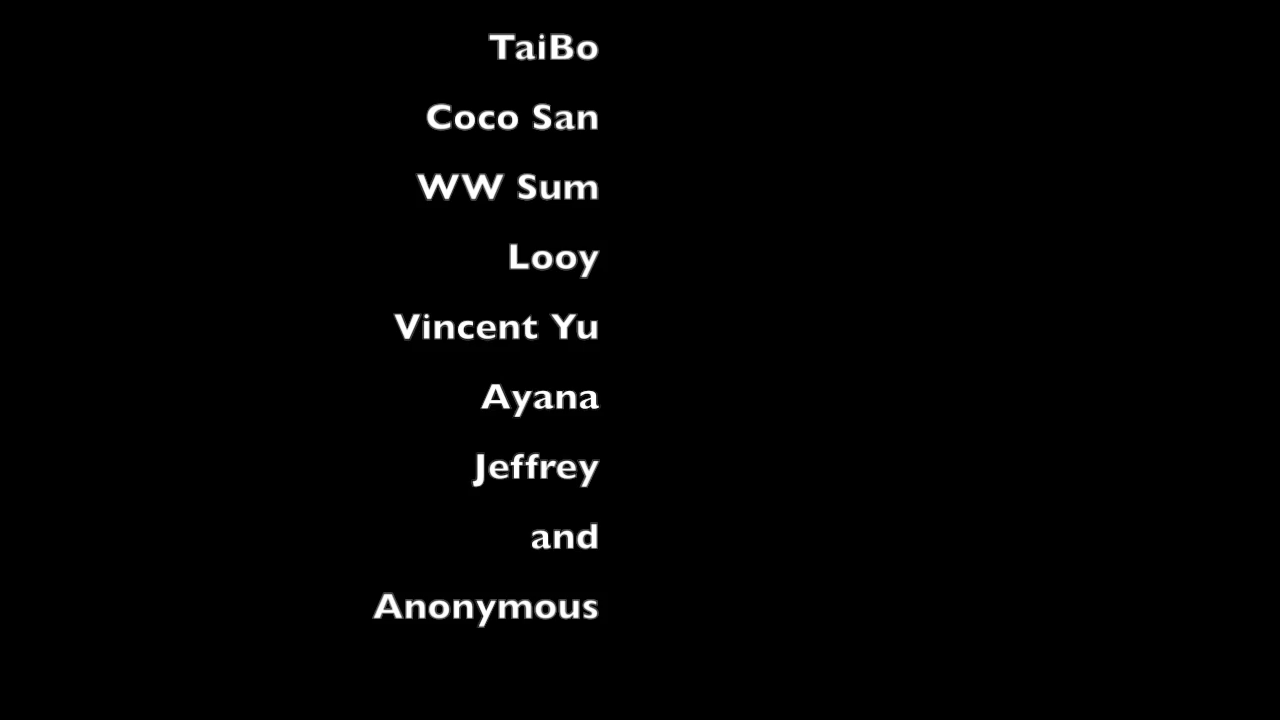 TaiBo
Coco San
WW Sum
Looy
Vincent Yu
Ayana
Jeffrey
and
Anonymous